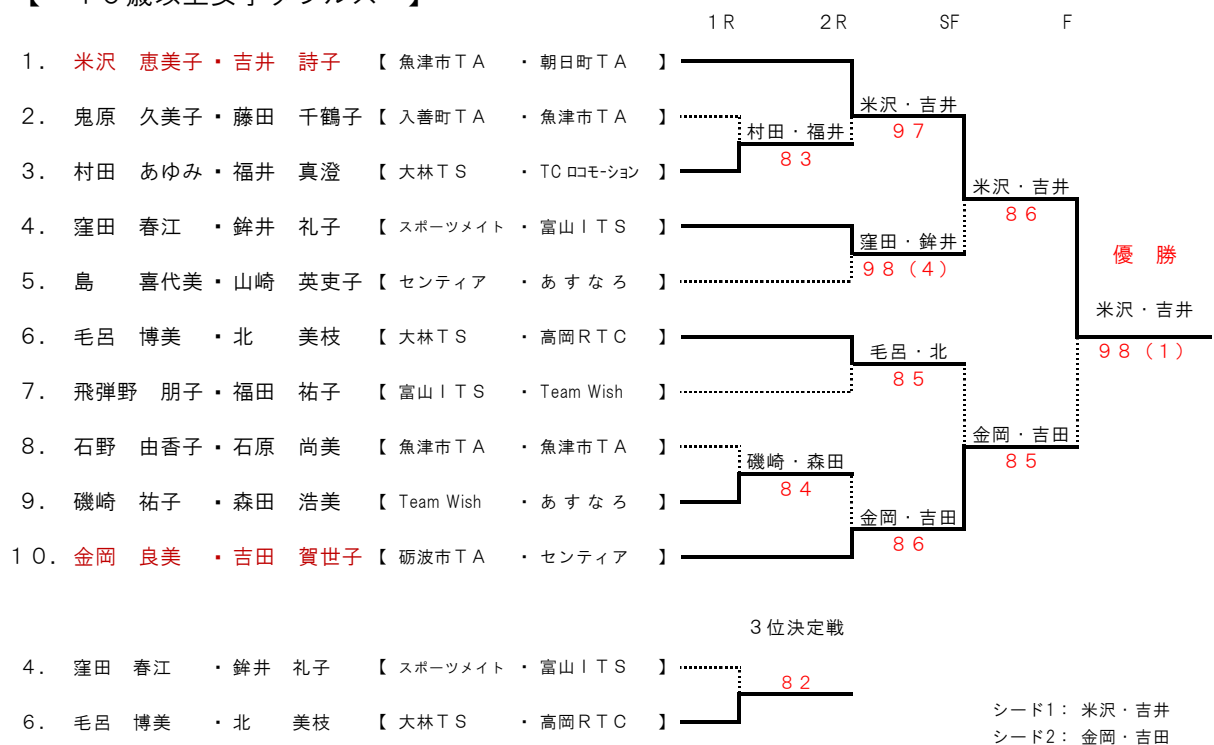 １Ｒ ２Ｒ SF F
1. 米沢 恵美子・吉井 詩子 【 魚津市ＴＡ ・ 朝日町ＴＡ 】
米沢・吉井
2. 鬼原 久美子・藤田 千鶴子 【 入善町ＴＡ ・ 魚津市ＴＡ 】
村田・福井 ９７
８３
3. 村田 あゆみ・福井 真澄 【 大林ＴＳ ・ TC ﾛｺﾓｰｼｮﾝ 】
米沢・吉井
８６
4. 窪田 春江 ・鉾井 礼子 【 スポーツメイト ・ 富山ＩＴＳ 】
窪田・鉾井
９８（４） 優 勝
5. 島 喜代美・山崎 英吏子 【 センティア ・ あすなろ 】
米沢・吉井
6. 毛呂 博美 ・北 美枝 【 大林TS ・ 高岡ＲＴＣ 】
毛呂・北 ９８（１）
８５
7. 飛弾野 朋子・福田 祐子 【 富山ＩＴＳ ・ Team Wish 】
金岡・吉田
8. 石野 由香子・石原 尚美 【 魚津市ＴＡ ・ 魚津市ＴＡ 】
磯崎・森田 ８５
８４
9. 磯崎 祐子 ・森田 浩美 【 Team Wish ・ あすなろ 】
金岡・吉田
８６
１０. 金岡 良美 ・吉田 賀世子 【 砺波市ＴＡ ・ センティア 】
３位決定戦
4. 窪田 春江 ・鉾井 礼子 【 スポーツメイト ・ 富山ＩＴＳ 】
８２
6. 毛呂 博美 ・北 美枝 【 大林ＴＳ ・ 高岡ＲＴＣ 】
シード1： 米沢・吉井
シード2： 金岡・吉田